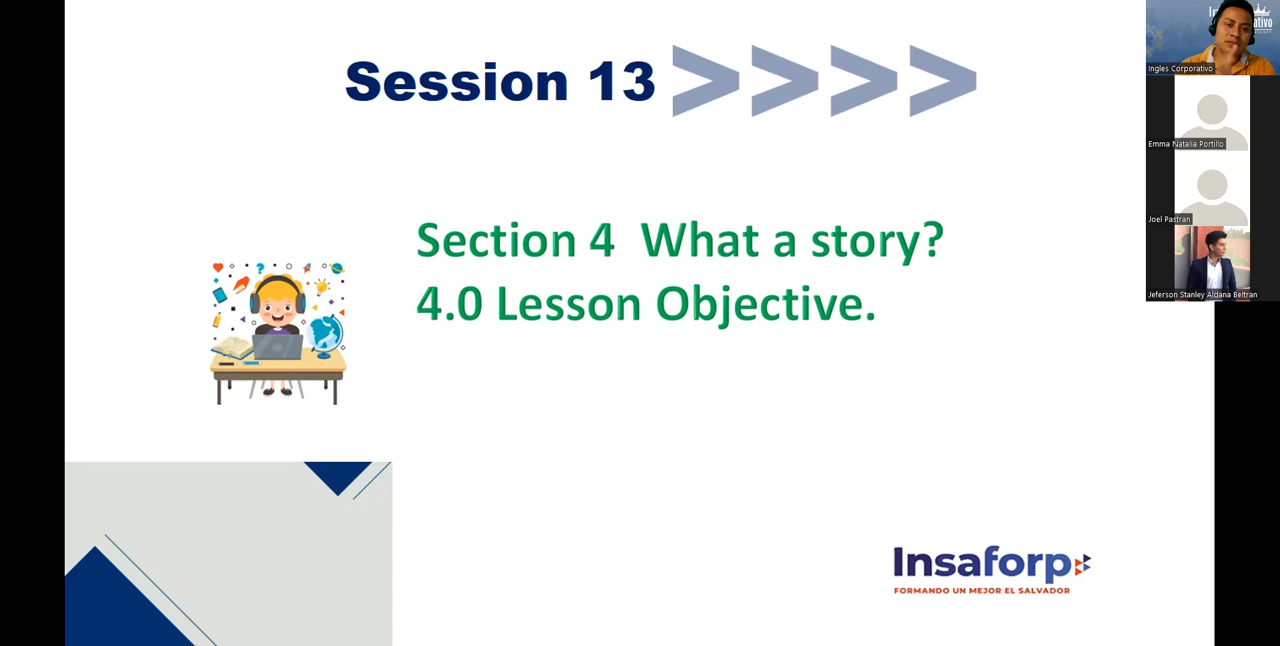 Session 13 >>>>
Section 4 What a story?
4.0 Lesson Objective.
Insaforp
FORMANDO UN MEJOR EL SALVADOR
Ingles Corporativo
Emma Natalia Portillo
Joel Pastran
Jeferson Stanley Aldana Beltran